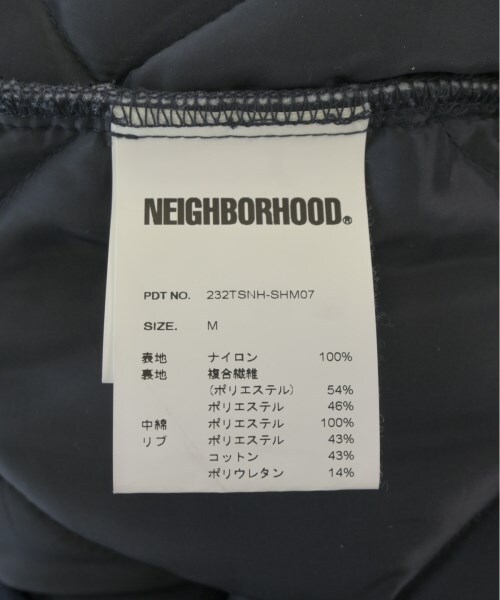 NEIGHBORHOOD®
PDT NO. 232TSNH-SHM07
SIZE. M
表地 ナイロン 100%
裏地 複合繊維
(ポリエステル) 54%
ポリエステル 46%
中綿 ポリエステル 100%
リブ ポリエステル 43%
コットン 43%
ポリウレタン 14%